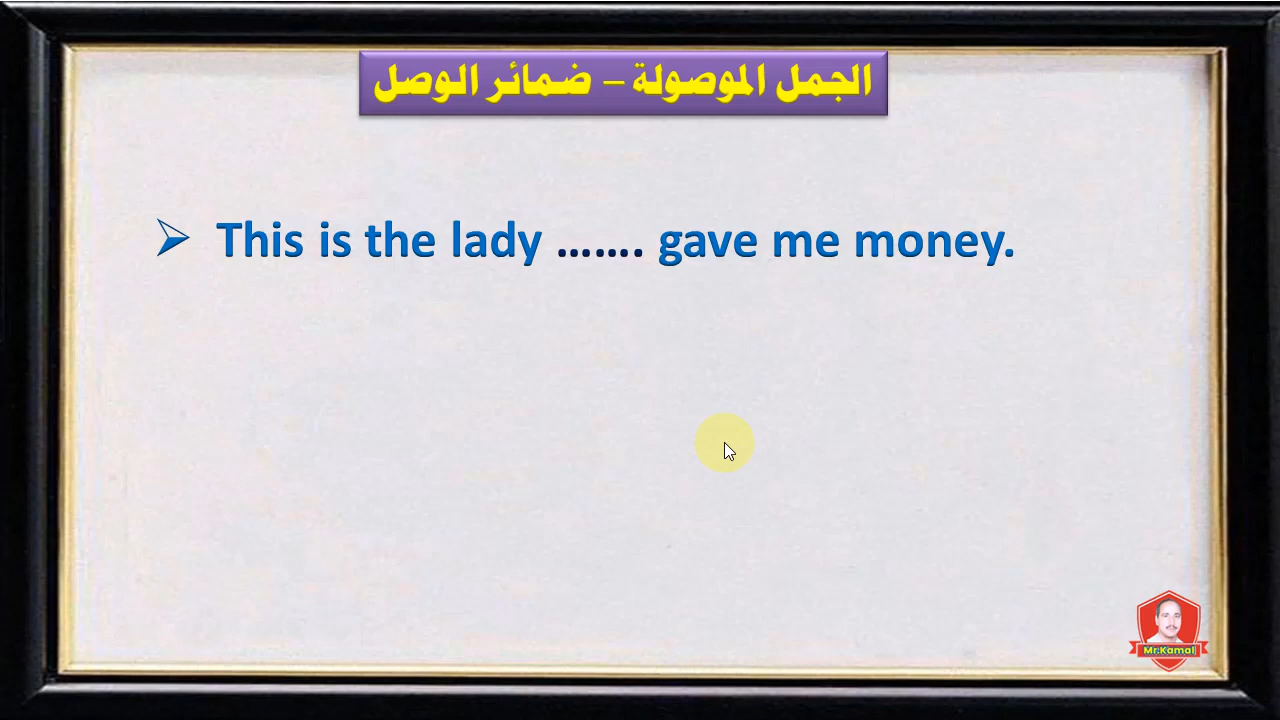 الجمل الموصولة – ضمائر الوصل
➢ This is the lady ……. gave me money.
Mr.Kamal